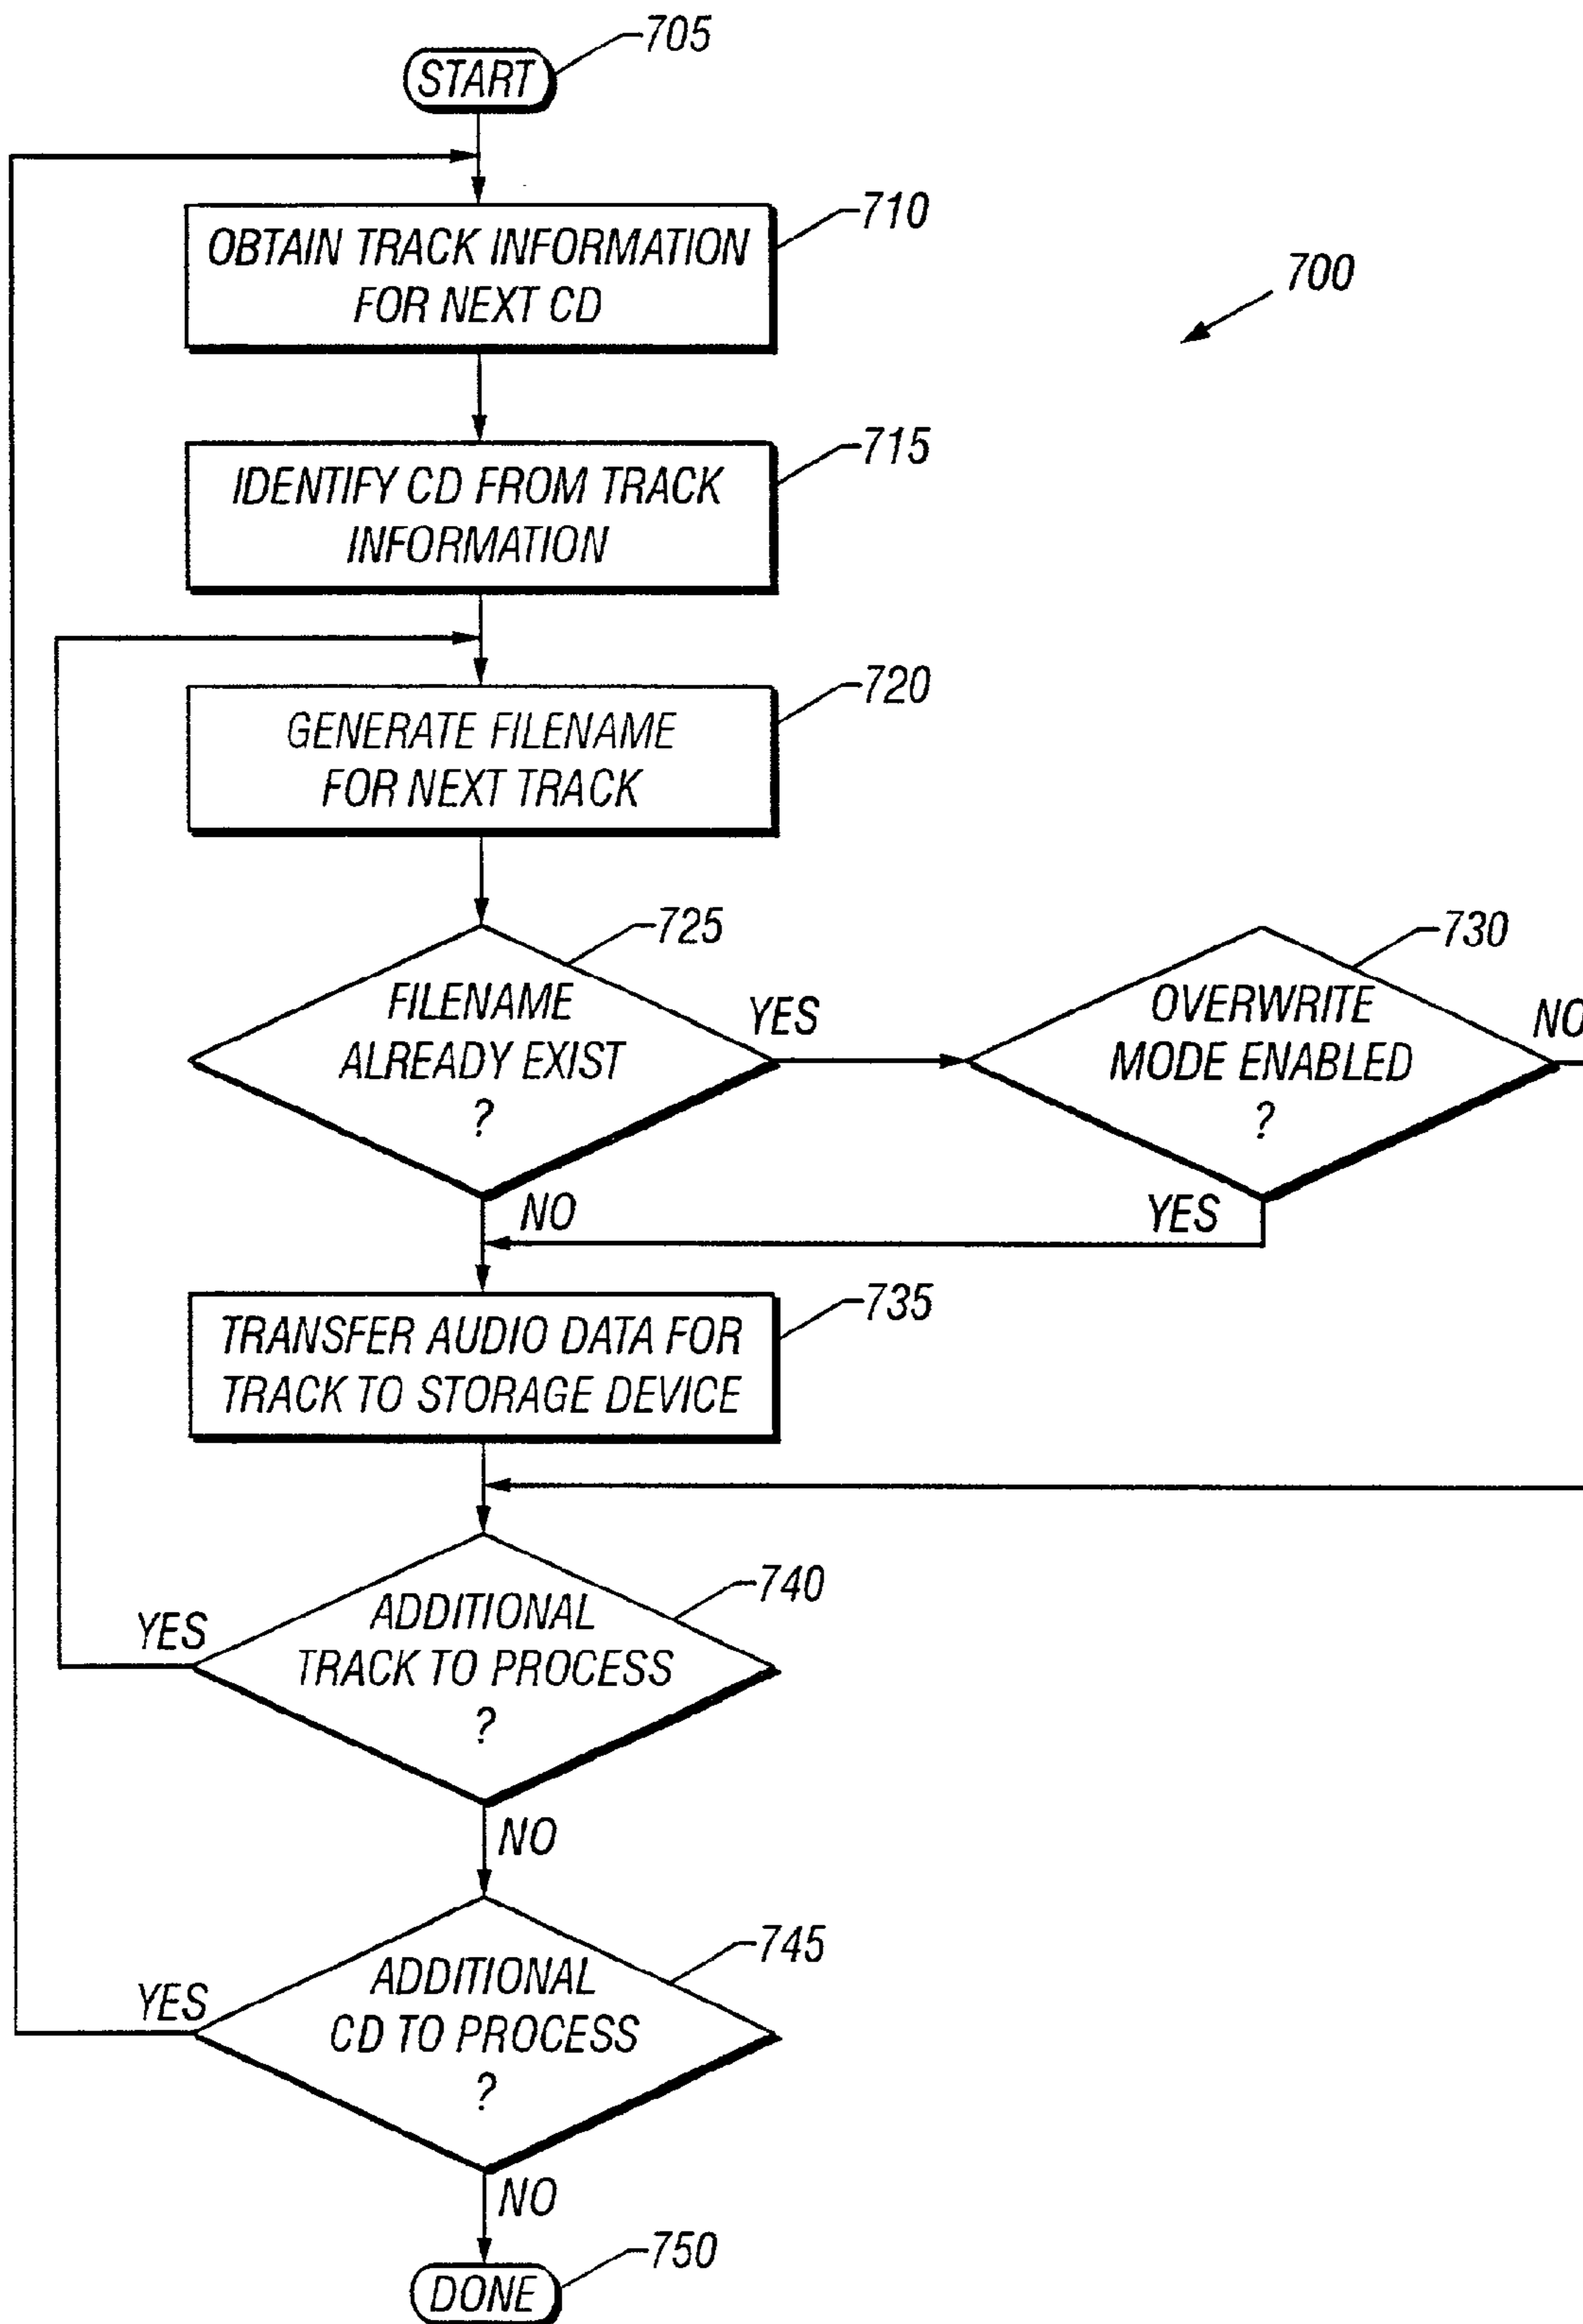 705
START
710
OBTAIN TRACK INFORMATION
FOR NEXT CD
700
715
IDENTIFY CD FROM TRACK
INFORMATION
720
GENERATE FILENAME
FOR NEXT TRACK
725
FILENAME
ALREADY EXIST
?
YES
730
OVERWRITE
MODE ENABLED
?
NO
NO
YES
735
TRANSFER AUDIO DATA FOR
TRACK TO STORAGE DEVICE
740
ADDITIONAL
TRACK TO PROCESS
?
YES
NO
745
ADDITIONAL
CD TO PROCESS
?
YES
NO
750
DONE